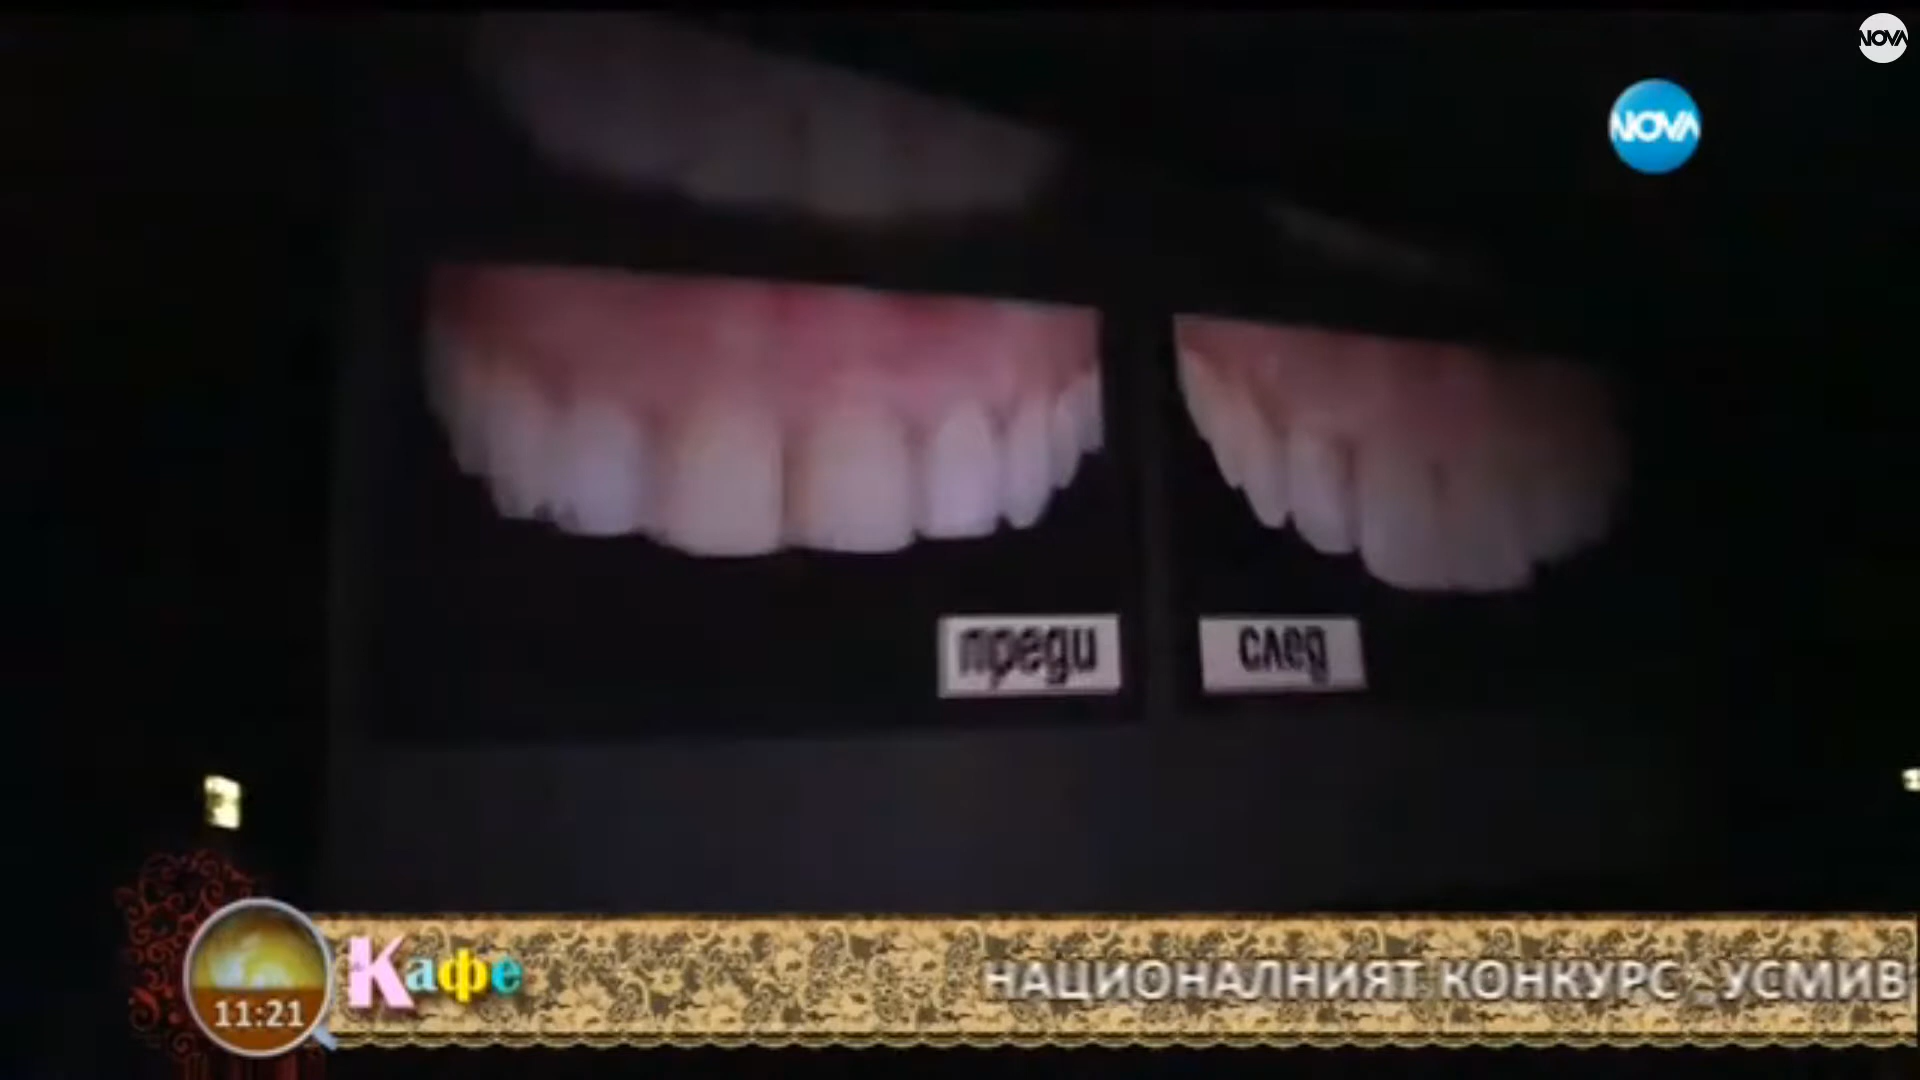 NOVA
NOVA
преди
след
11:21
Кафе
НАЦИОНАЛНИЯТ КОНКУРС УСМИВ